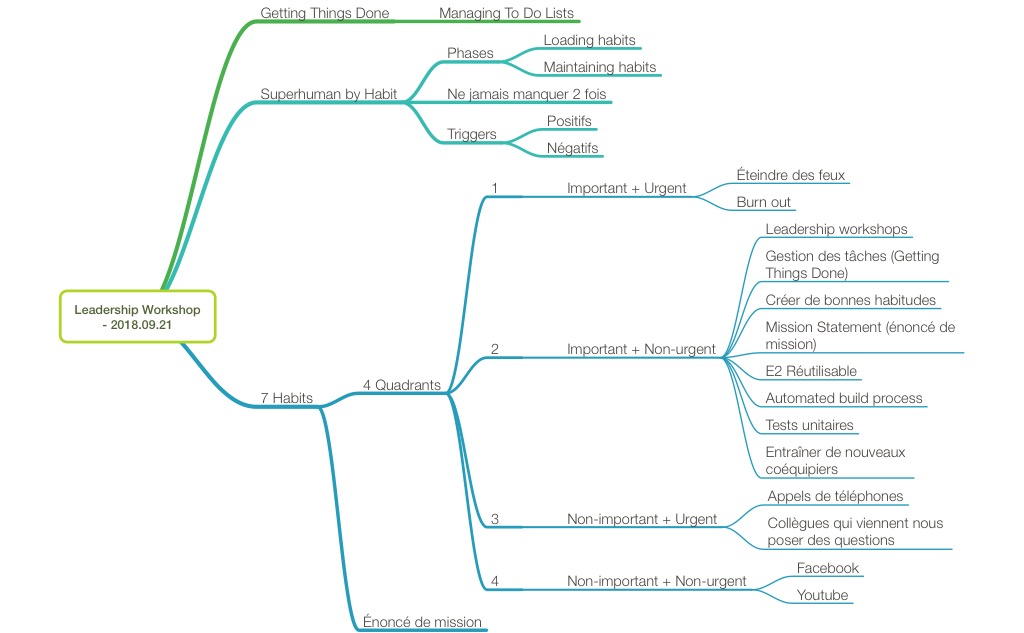 Getting Things Done
Managing To Do Lists
Superhuman by Habit
Phases
Loading habits
Maintaining habits
Ne jamais manquer 2 fois
Triggers
Positifs
Négatifs
Leadership Workshop
- 2018.09.21
7 Habits
4 Quadrants
1
Important + Urgent
Éteindre des feux
Burn out
2
Important + Non-urgent
Leadership workshops
Gestion des tâches (Getting
Things Done)
Créer de bonnes habitudes
Mission Statement (énoncé de
mission)
E2 Réutilisable
Automated build process
Tests unitaires
Entraîner de nouveaux
coéquipiers
3
Non-important + Urgent
Appels de téléphones
Collègues qui viennent nous
poser des questions
4
Non-important + Non-urgent
Facebook
Youtube
Énoncé de mission